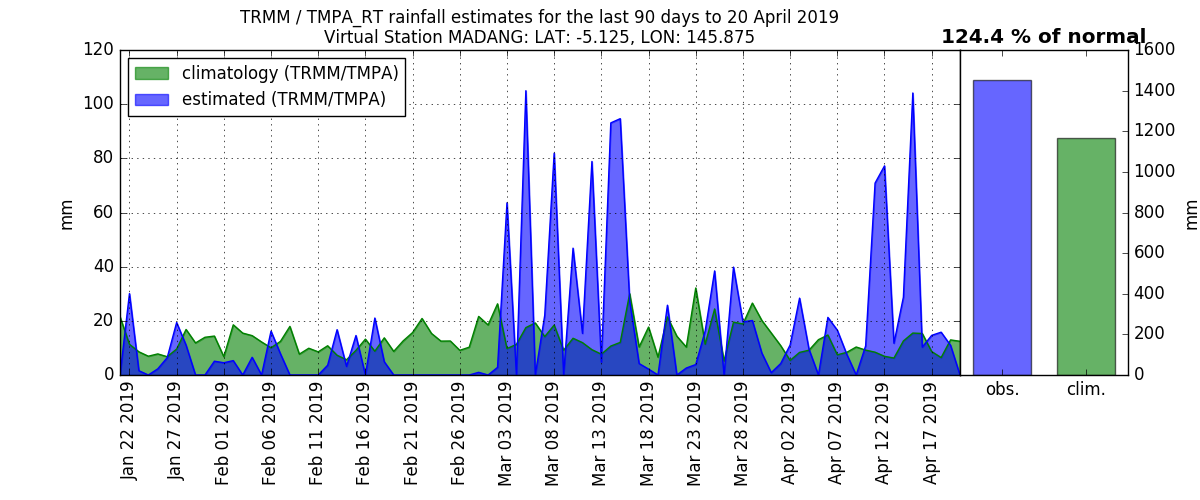 TRMM / TMPA_RT rainfall estimates for the last 90 days to 20 April 2019
Virtual Station MADANG: LAT: -5.125, LON: 145.875
124.4 % of normal
climatology (TRMM/TMPA)
estimated (TRMM/TMPA)
mm
120
100
80
60
40
20
0
Jan 22 2019
Jan 27 2019
Feb 01 2019
Feb 06 2019
Feb 11 2019
Feb 16 2019
Feb 21 2019
Feb 26 2019
Mar 03 2019
Mar 08 2019
Mar 13 2019
Mar 18 2019
Mar 23 2019
Mar 28 2019
Apr 02 2019
Apr 07 2019
Apr 12 2019
Apr 17 2019
obs.
clim.
1600
1400
1200
1000
800
600
400
200
0
mm